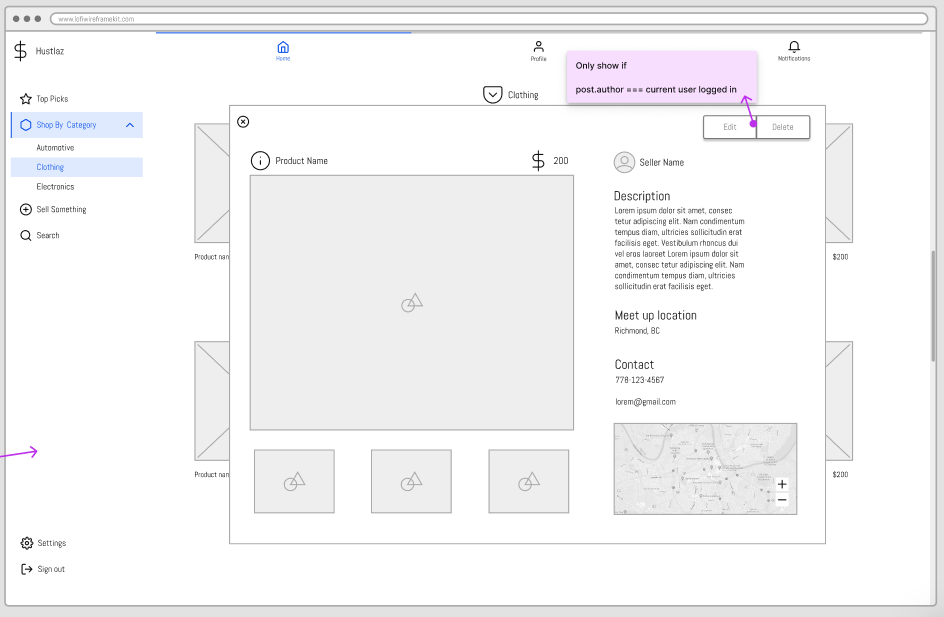 www.lofiwireframekit.com
Hustlaz
Home
Profile
Notifications
Only show if
post.author === current user logged in
Top Picks
Shop By Category
Automotive
Clothing
Electronics
Sell Something
Search
Settings
Sign out
Clothing
Edit
Delete
Product Name
200
Seller Name
Description
Lorem ipsum dolor sit amet, consec
tetur adipiscing elit. Nam condimentum
tempus diam, ultricies sollicitudin erat
facilisis eget. Vestibulum rhoncus dui
vel eros laoreet Lorem ipsum dolor sit
amet, consec tetur adipiscing elit. Nam
condimentum tempus diam, ultricies
sollicitudin erat facilisis eget.
Meet up location
Richmond, BC
Contact
778-123-4567
lorem@gmail.com
Product nan
$200
Product nan
$200